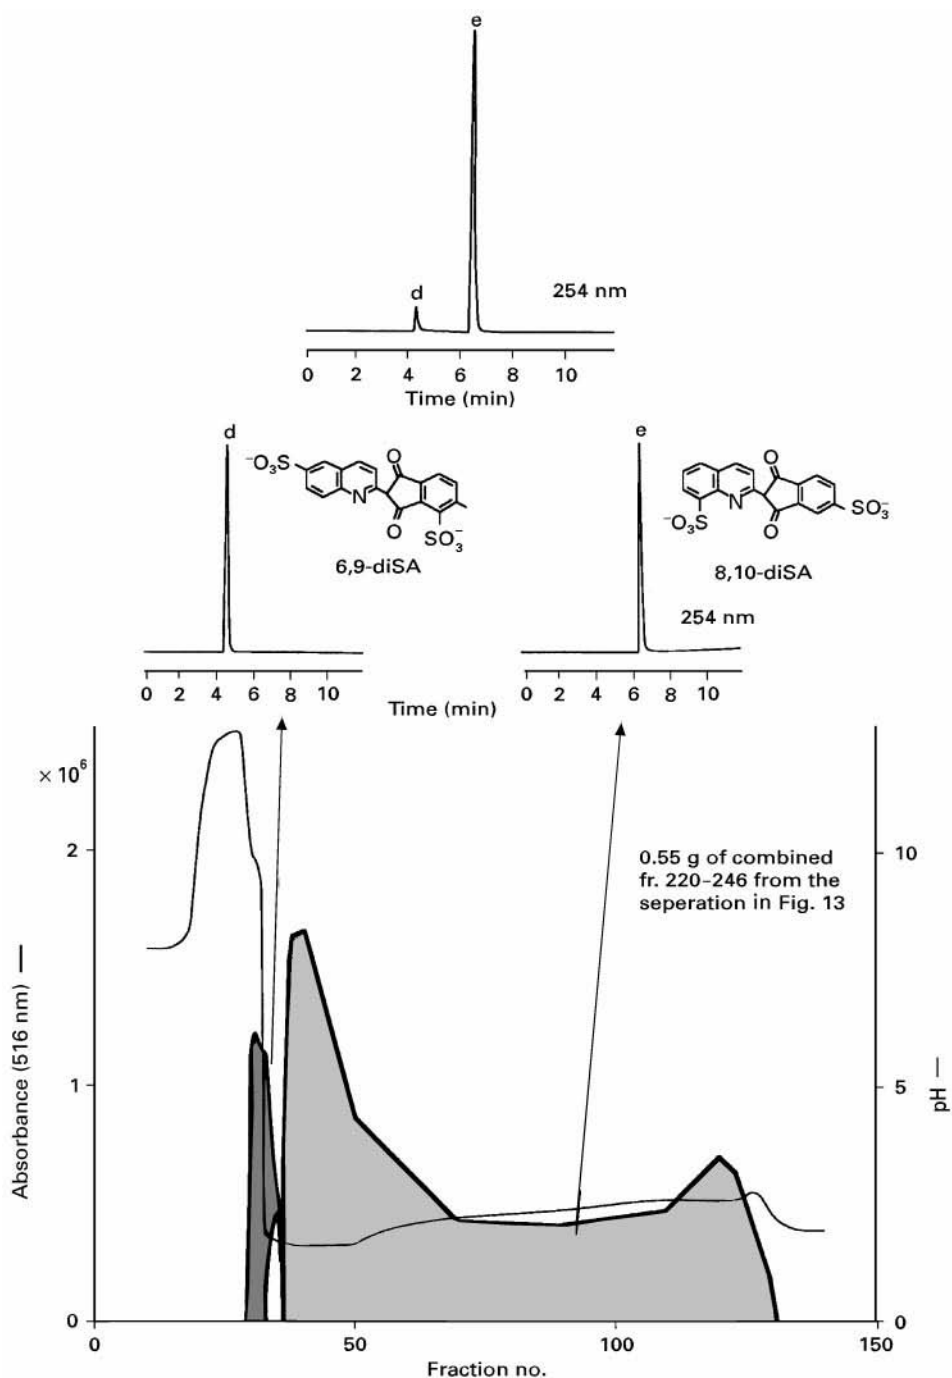 e
d
254 nm
0 2 4 6 8 10
Time (min)
d
e
⁻O₃S
O
N
O
SO₃⁻
6,9-diSA
O
N
⁻O₃S
O
SO₃⁻
8,10-diSA
254 nm
0 2 4 6 8 10
0 2 4 6 8 10
Time (min)
× 10⁶
2
1
0
Absorbance (516 nm) —
0.55 g of combined
fr. 220–246 from the
seperation in Fig. 13
10
5
0
pH —
0 50 100 150
Fraction no.